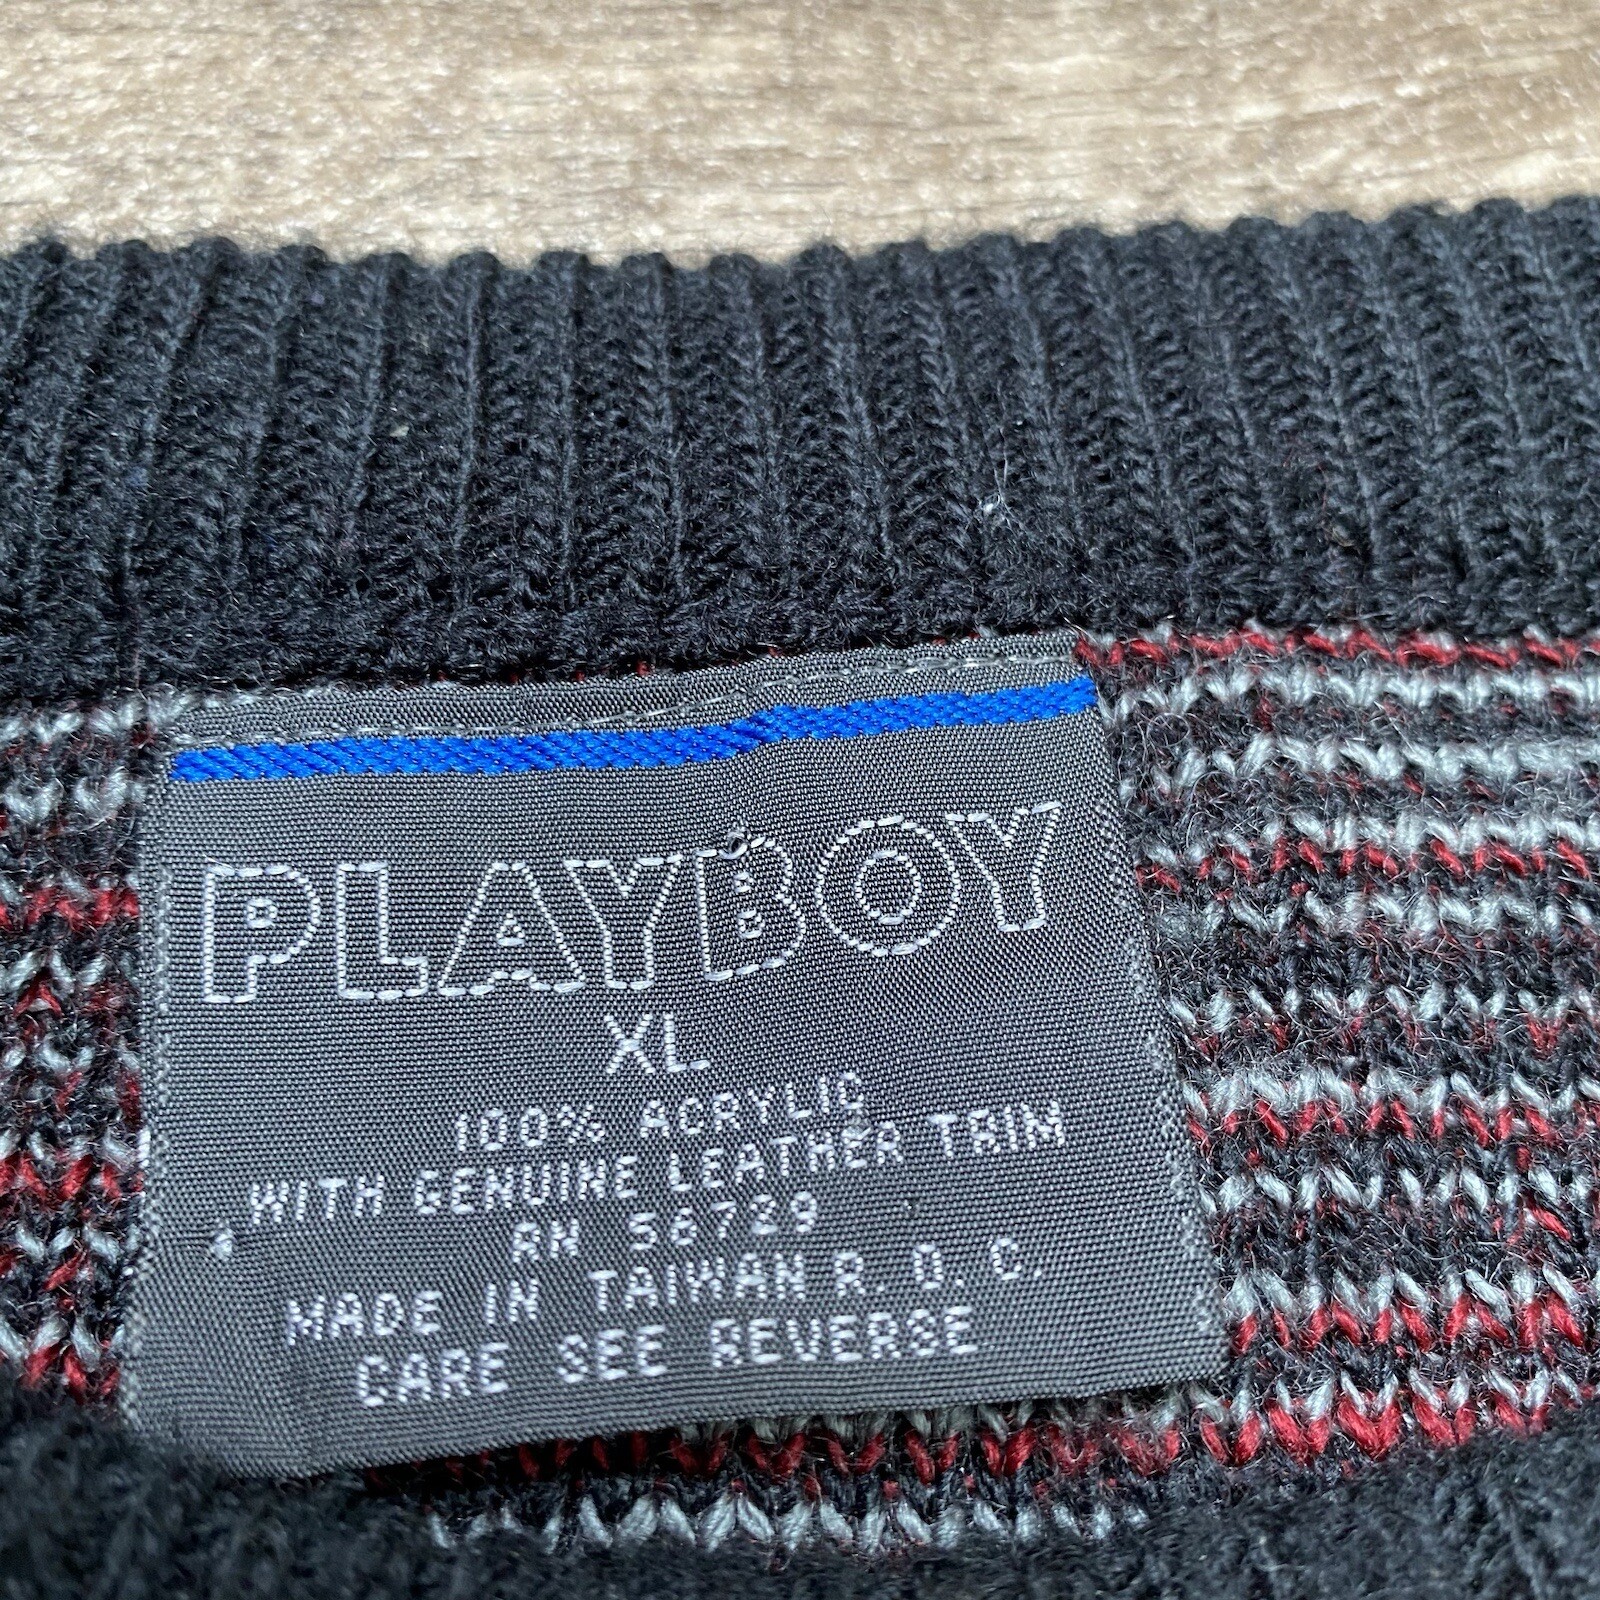 PLAYBOY
XL
100% ACRYLIC
WITH GENUINE LEATHER TRIM
RN 56729
MADE IN TAIWAN R. O. C.
CARE SEE REVERSE